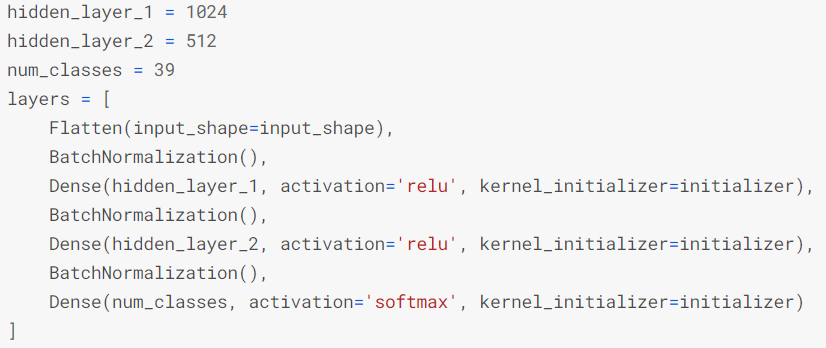 hidden_layer_1 = 1024
hidden_layer_2 = 512
num_classes = 39
layers = [
    Flatten(input_shape=input_shape),
    BatchNormalization(),
    Dense(hidden_layer_1, activation='relu', kernel_initializer=initializer),
    BatchNormalization(),
    Dense(hidden_layer_2, activation='relu', kernel_initializer=initializer),
    BatchNormalization(),
    Dense(num_classes, activation='softmax', kernel_initializer=initializer)
]